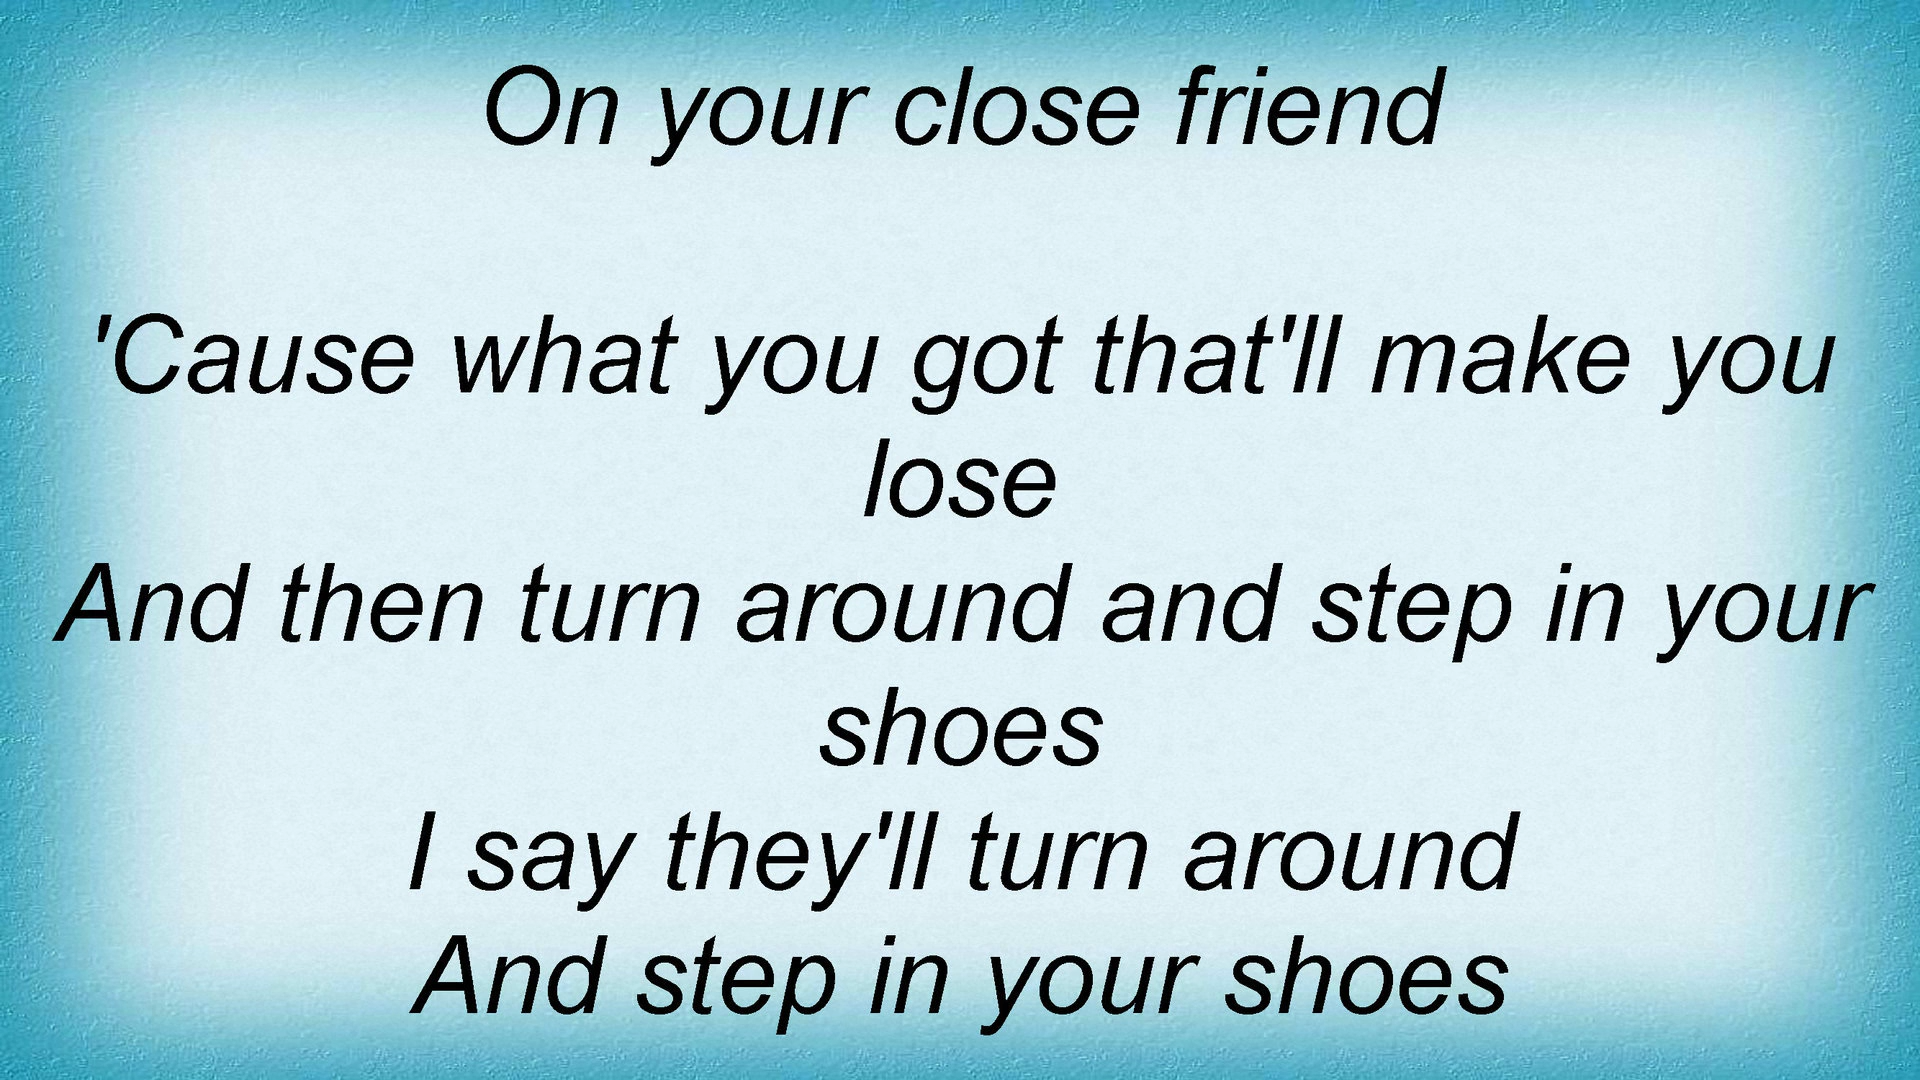 On your close friend
'Cause what you got that'll make you
lose
And then turn around and step in your
shoes
I say they'll turn around
And step in your shoes